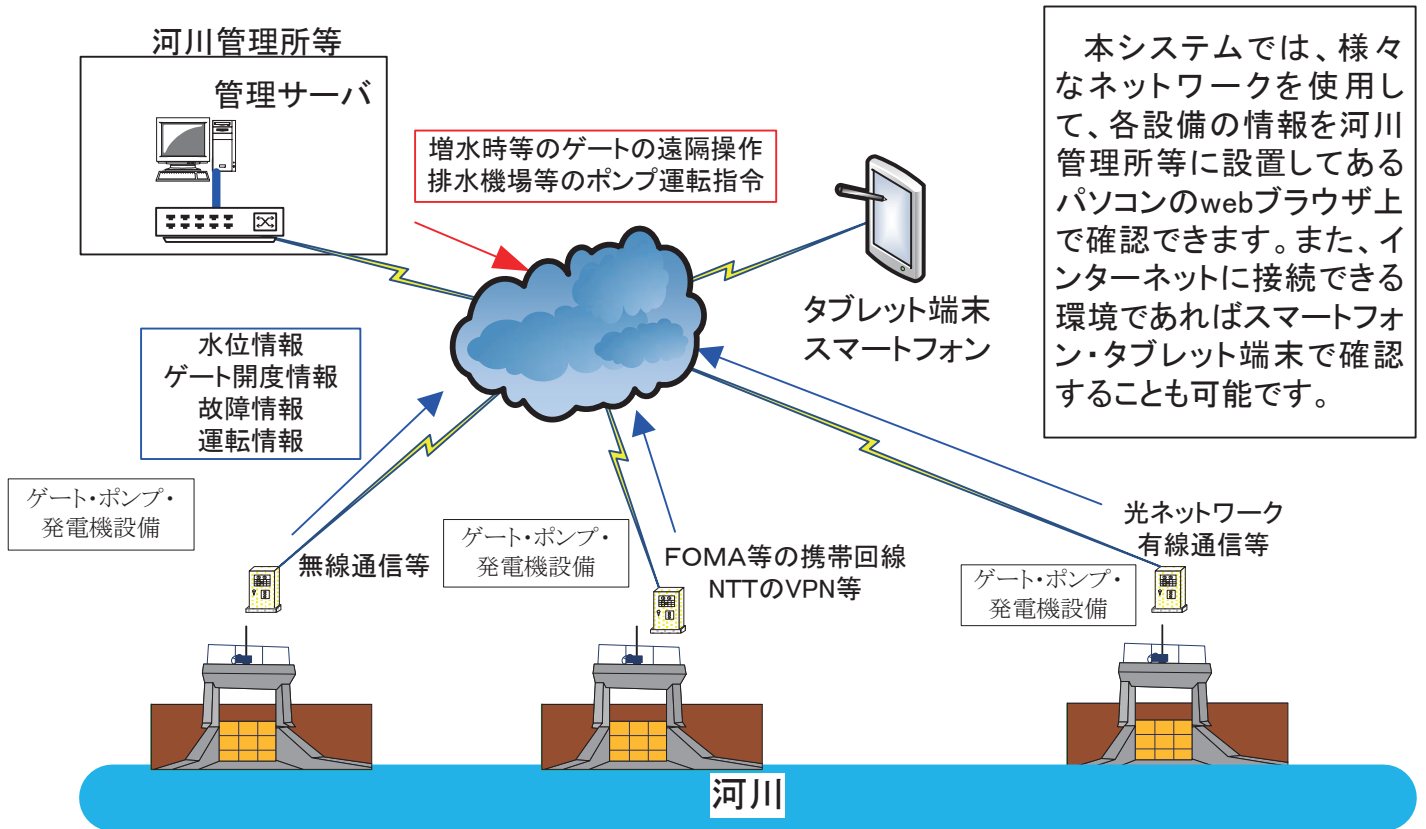 河川管理所等
管理サーバ
増水時等のゲートの遠隔操作
排水機場等のポンプ運転指令
タブレット端末
スマートフォン
本システムでは、様々
なネットワークを使用し
て、各設備の情報を河川
管理所等に設置してある
パソコンのwebブラウザ上
で確認できます。また、イ
ンターネットに接続できる
環境であればスマートフォ
ン・タブレット端末で確認
することも可能です。
水位情報
ゲート開度情報
故障情報
運転情報
ゲート・ポンプ・
発電機設備
無線通信等
ゲート・ポンプ・
発電機設備
FOMA等の携帯回線
NTTのVPN等
光ネットワーク
有線通信等
ゲート・ポンプ・
発電機設備
河川